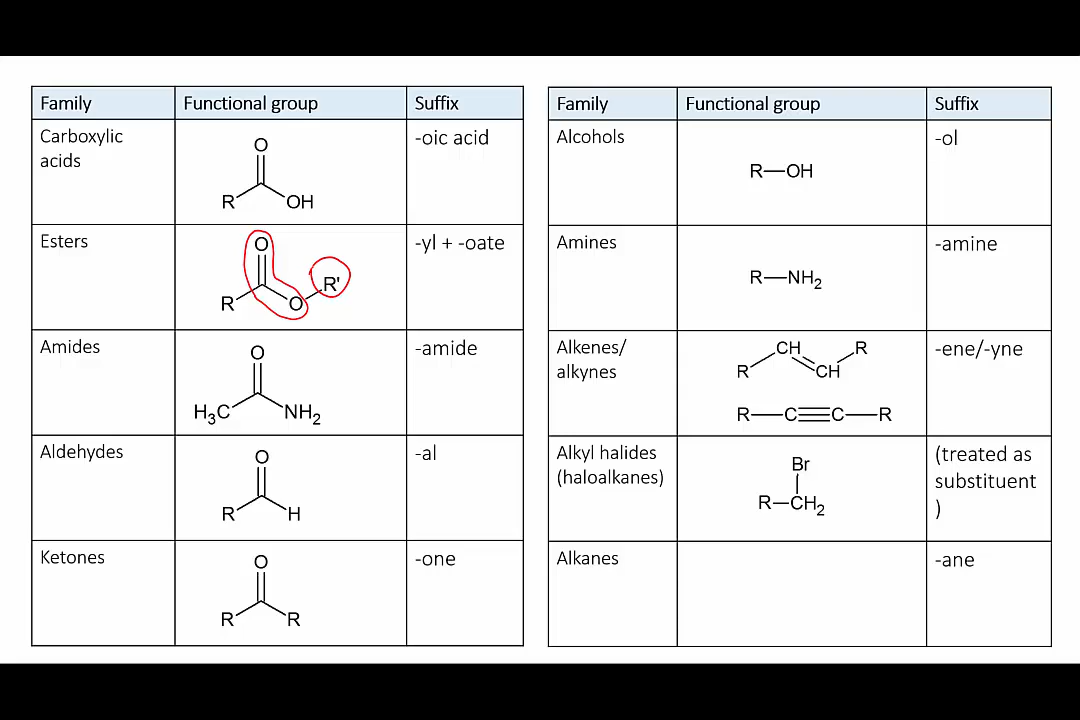 Family Functional group Suffix
Carboxylic -oic acid
acids
O
R OH
Esters -yl + -oate
O
R'
R O
Amides -amide
O
H3C NH2
Aldehydes -al
O
R H
Ketones -one
O
R R
Family Functional group Suffix
Alcohols -ol
R—OH
Amines -amine
R—NH2
Alkenes/ -ene/-yne
alkynes
CH R
R CH
R—C≡C—R
Alkyl halides (treated as
(haloalkanes) substituent
)
Br
R—CH2
Alkanes -ane